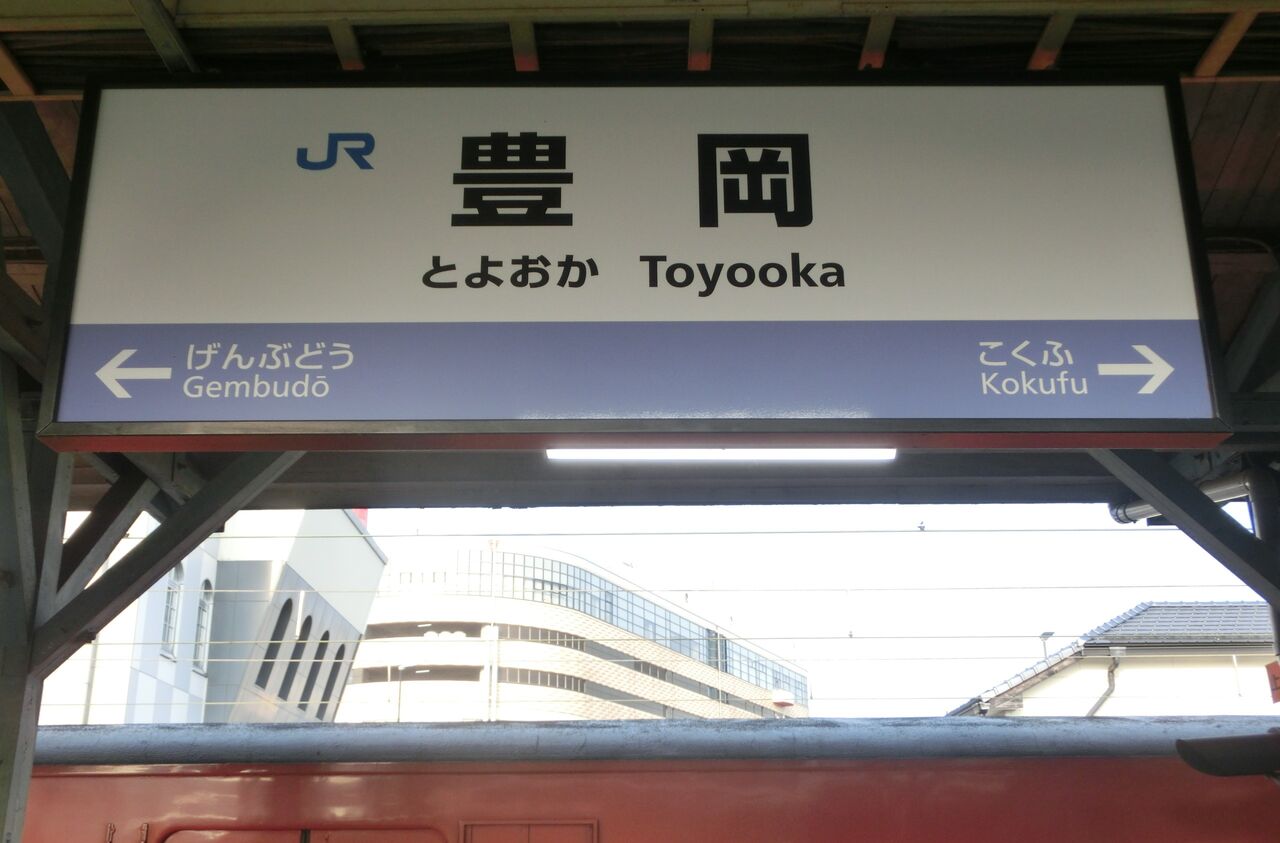 JR 豊岡
とよおか Toyooka
げんぶどう
Gembudō
こくふ
Kokufu